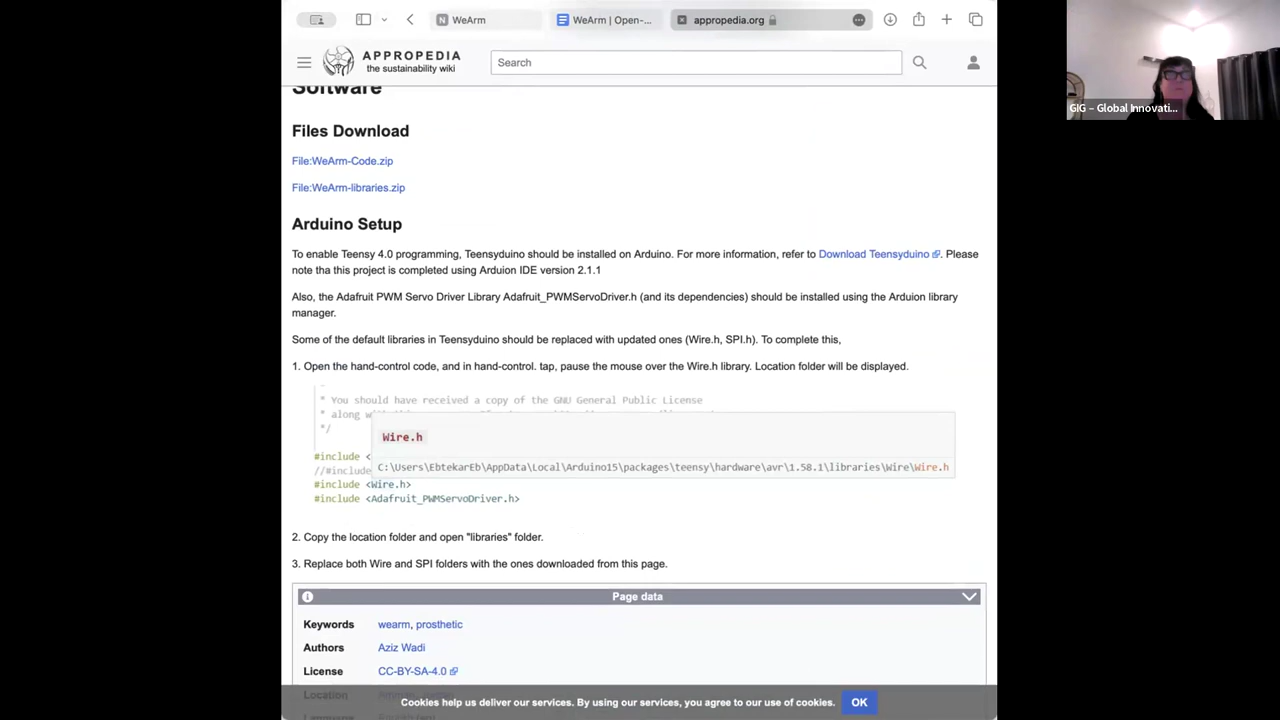 WeArm
WeArm | Open-...
appropedia.org
APPROPEDIA
the sustainability wiki
Search
GIG – Global Innovati...
Software
Files Download
File:WeArm-Code.zip
File:WeArm-libraries.zip
Arduino Setup
To enable Teensy 4.0 programming, Teensyduino should be installed on Arduino. For more information, refer to Download Teensyduino. Please
note tha this project is completed using Arduion IDE version 2.1.1
Also, the Adafruit PWM Servo Driver Library Adafruit_PWMServoDriver.h (and its dependencies) should be installed using the Arduion library
manager.
Some of the default libraries in Teensyduino should be replaced with updated ones (Wire.h, SPI.h). To complete this,
1. Open the hand-control code, and in hand-control. tap, pause the mouse over the Wire.h library. Location folder will be displayed.
* You should have received a copy of the GNU General Public License
* along
*/
Wire.h
#include <
C:\Users\EbtekarEb\AppData\Local\Arduino15\packages\teensy\hardware\avr\1.58.1\libraries\Wire\Wire.h
//#include
#include <Wire.h>
#include <Adafruit_PWMServoDriver.h>
2. Copy the location folder and open "libraries" folder.
3. Replace both Wire and SPI folders with the ones downloaded from this page.
Page data
Keywords wearm, prosthetic
Authors Aziz Wadi
License CC-BY-SA-4.0
Location
Cookies help us deliver our services. By using our services, you agree to our use of cookies. OK